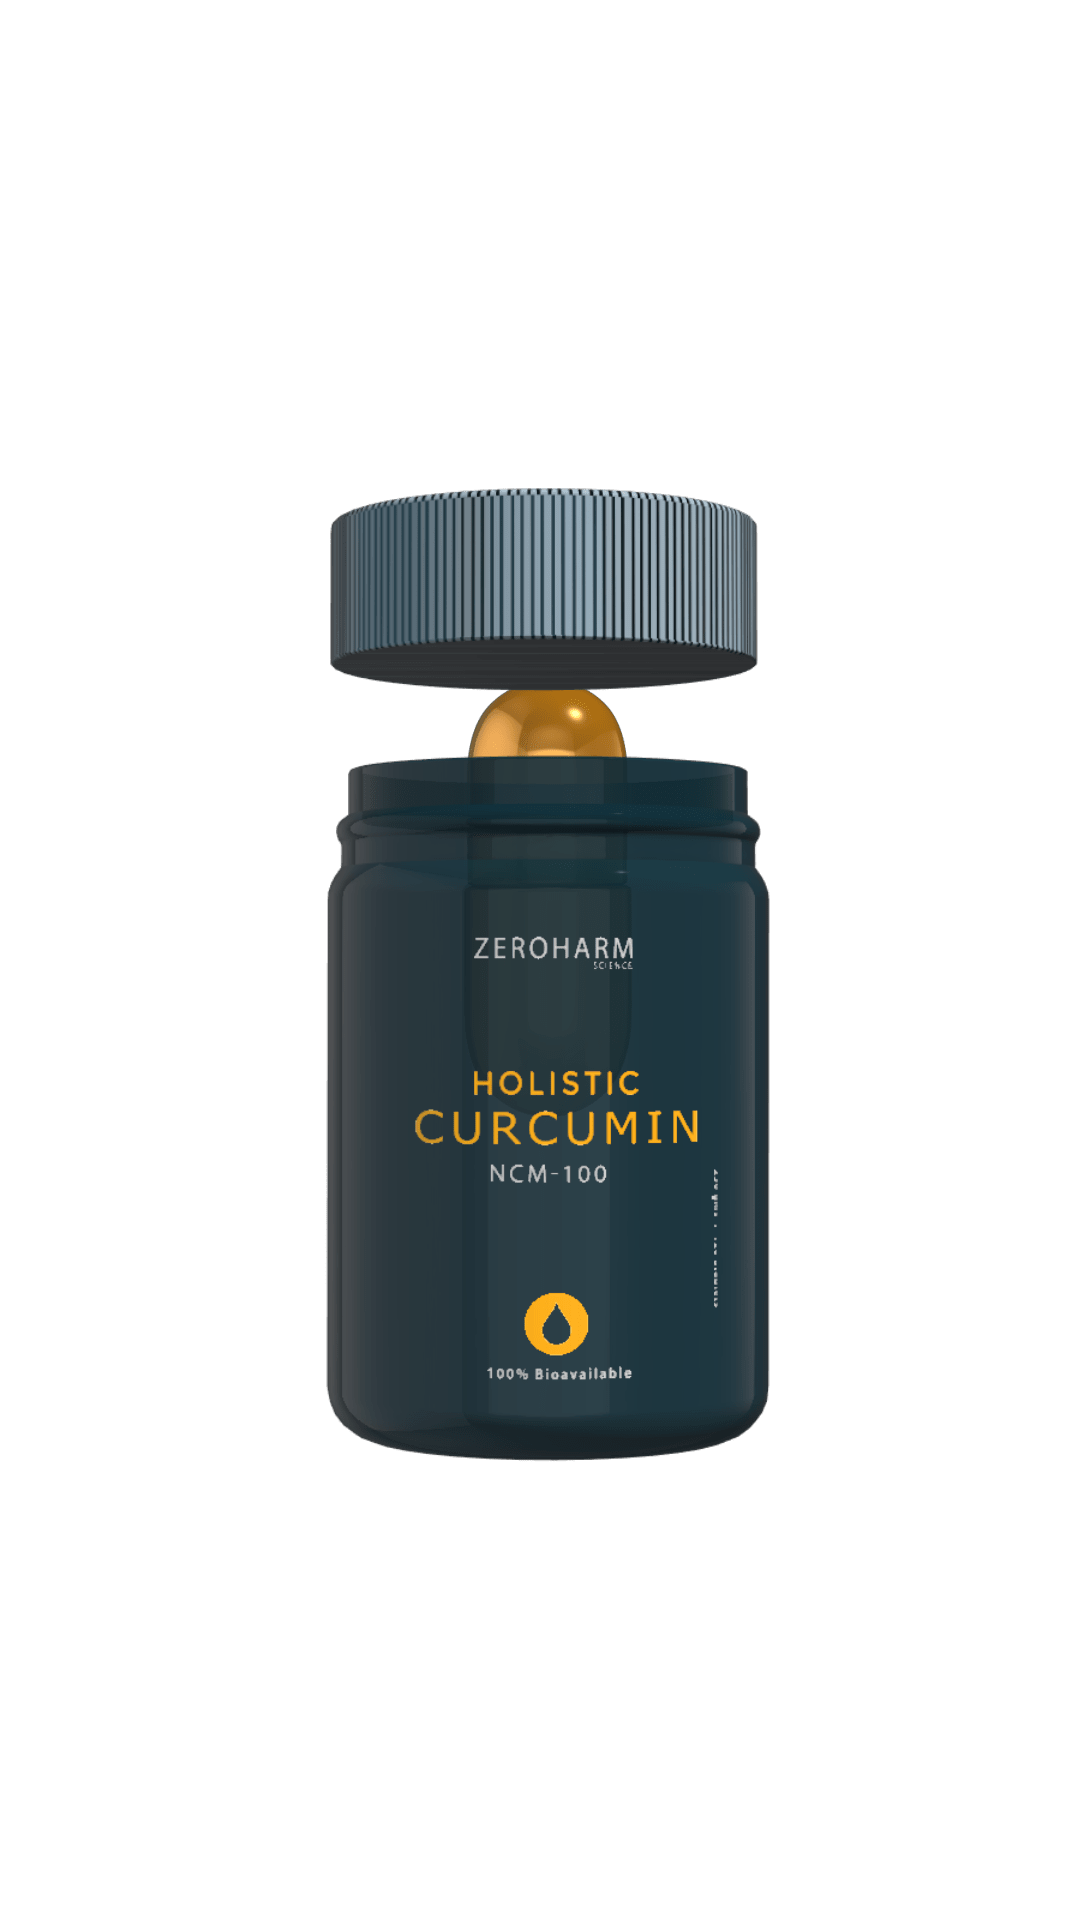 ZEROHARM
SCIENCE
HOLISTIC
CURCUMIN
NCM-100
100% Bioavailable